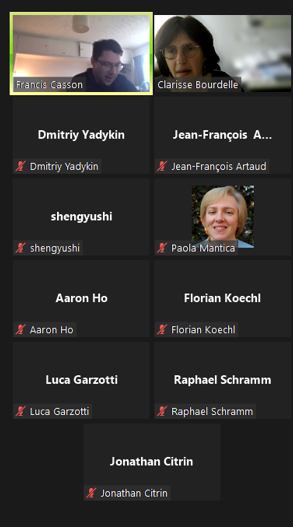 Francis Casson
Clarisse Bourdelle
Dmitriy Yadykin
Jean-François A...
Dmitriy Yadykin
Jean-François Artaud
shengyushi
shengyushi
Paola Mantica
Aaron Ho
Florian Koechl
Aaron Ho
Florian Koechl
Luca Garzotti
Raphael Schramm
Luca Garzotti
Raphael Schramm
Jonathan Citrin
Jonathan Citrin